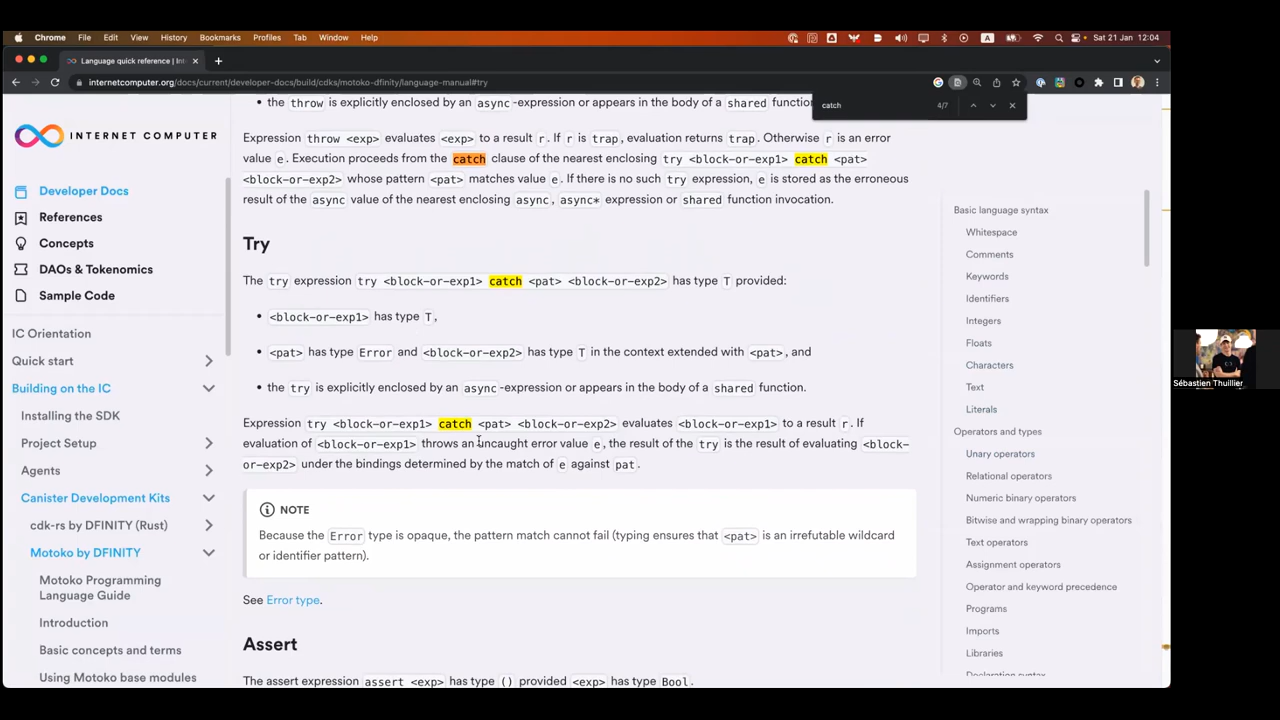 Chrome File Edit View History Bookmarks Profiles Tab Window Help A Sat 21 Jan 12:04
Language quick reference | Int
internetcomputer.org/docs/current/developer-docs/build/cdks/motoko-dfinity/language-manual#try
catch 4/7
INTERNET COMPUTER
Developer Docs
References
Concepts
DAOs & Tokenomics
Sample Code
IC Orientation
Quick start
Building on the IC
Installing the SDK
Project Setup
Agents
Canister Development Kits
cdk-rs by DFINITY (Rust)
Motoko by DFINITY
Motoko Programming
Language Guide
Introduction
Basic concepts and terms
Using Motoko base modules
• the throw is explicitly enclosed by an async-expression or appears in the body of a shared function
Expression throw <exp> evaluates <exp> to a result r. If r is trap, evaluation returns trap. Otherwise r is an error
value e. Execution proceeds from the catch clause of the nearest enclosing try <block-or-exp1> catch <pat>
<block-or-exp2> whose pattern <pat> matches value e. If there is no such try expression, e is stored as the erroneous
result of the async value of the nearest enclosing async, async* expression or shared function invocation.
Try
The try expression try <block-or-exp1> catch <pat> <block-or-exp2> has type T provided:
• <block-or-exp1> has type T,
• <pat> has type Error and <block-or-exp2> has type T in the context extended with <pat>, and
• the try is explicitly enclosed by an async-expression or appears in the body of a shared function.
Expression try <block-or-exp1> catch <pat> <block-or-exp2> evaluates <block-or-exp1> to a result r. If
evaluation of <block-or-exp1> throws an uncaught error value e, the result of the try is the result of evaluating <block-
or-exp2> under the bindings determined by the match of e against pat.
NOTE
Because the Error type is opaque, the pattern match cannot fail (typing ensures that <pat> is an irrefutable wildcard
or identifier pattern).
See Error type.
Assert
The assert expression assert <exp> has type () provided <exp> has type Bool.
Basic language syntax
Whitespace
Comments
Keywords
Identifiers
Integers
Floats
Characters
Text
Literals
Operators and types
Unary operators
Relational operators
Numeric binary operators
Bitwise and wrapping binary operators
Text operators
Assignment operators
Operator and keyword precedence
Programs
Imports
Libraries
Declaration syntax
Sébastien Thuillier